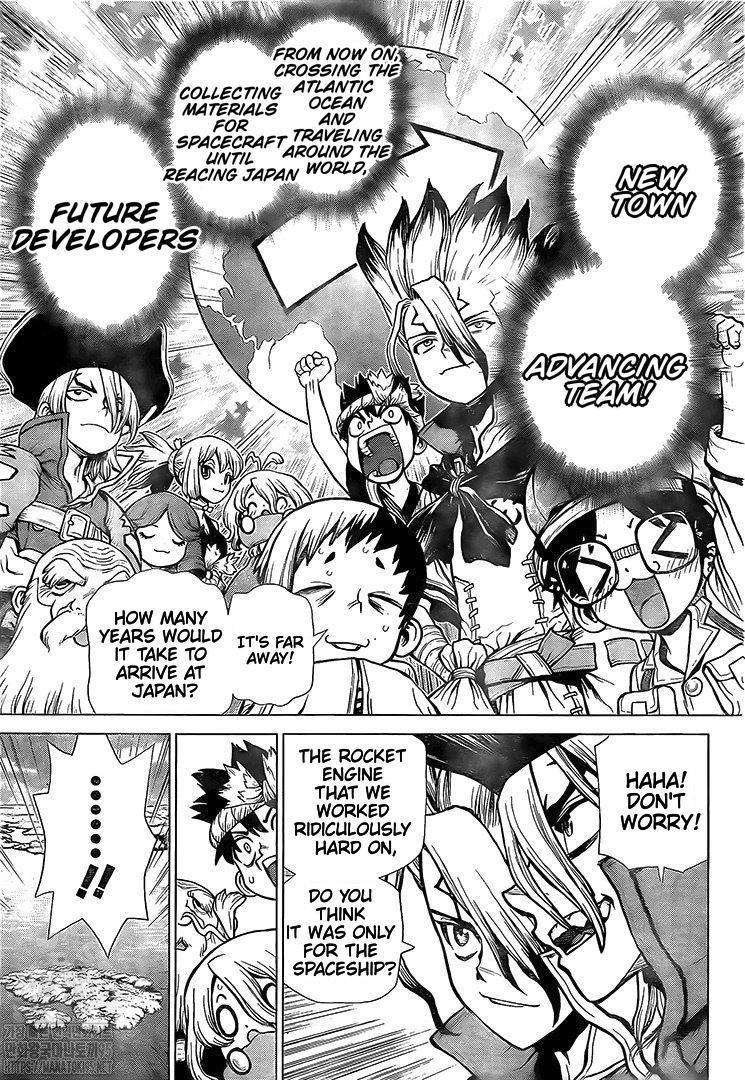 NEW
TOWN
ADVANCING
TEAM!
FROM NOW ON,
CROSSING THE
ATLANTIC
OCEAN
AND
TRAVELING
AROUND THE
WORLD,
COLLECTING
MATERIALS
FOR
SPACECRAFT
UNTIL
REACING JAPAN
FUTURE
DEVELOPERS
IT'S FAR
AWAY!
HOW MANY
YEARS WOULD
IT TAKE TO
ARRIVE AT
JAPAN?
HAHA!
DON'T
WORRY!
THE ROCKET
ENGINE
THAT WE
WORKED
RIDICULOUSLY
HARD ON,
DO YOU
THINK
IT WAS ONLY
FOR THE
SPACESHIP?
.......!!
HTTPS://MANATOKI95.NET